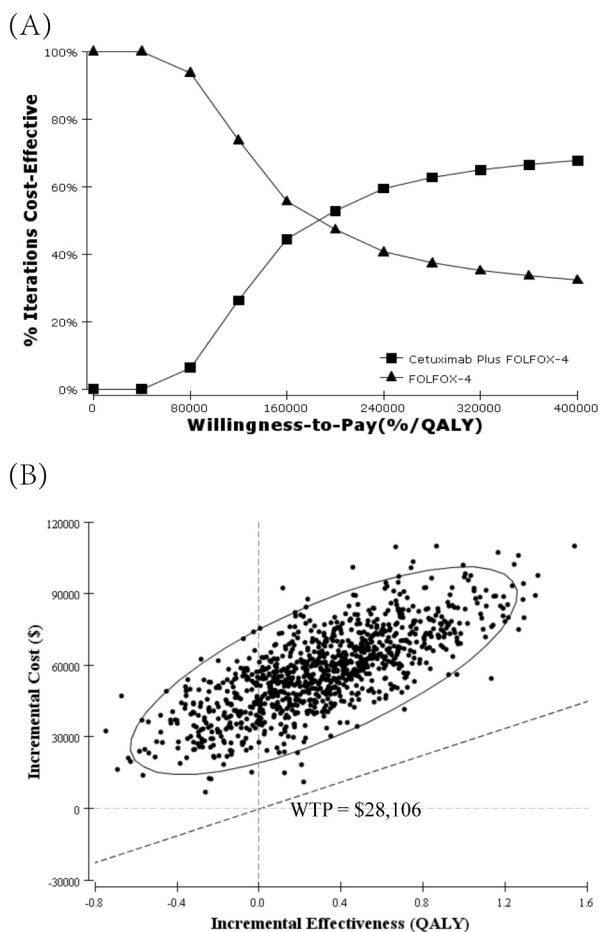 (A)
100%
80%
60%
40%
20%
0%
% Iterations Cost-Effective
Cetuximab Plus FOLFOX-4
FOLFOX-4
0
80000
160000
240000
320000
400000
Willingness-to-Pay(%/QALY)
(B)
120000
90000
60000
30000
0
-30000
Incremental Cost ($)
WTP = $28,106
-0.8
-0.4
0.0
0.4
0.8
1.2
1.6
Incremental Effectiveness (QALY)